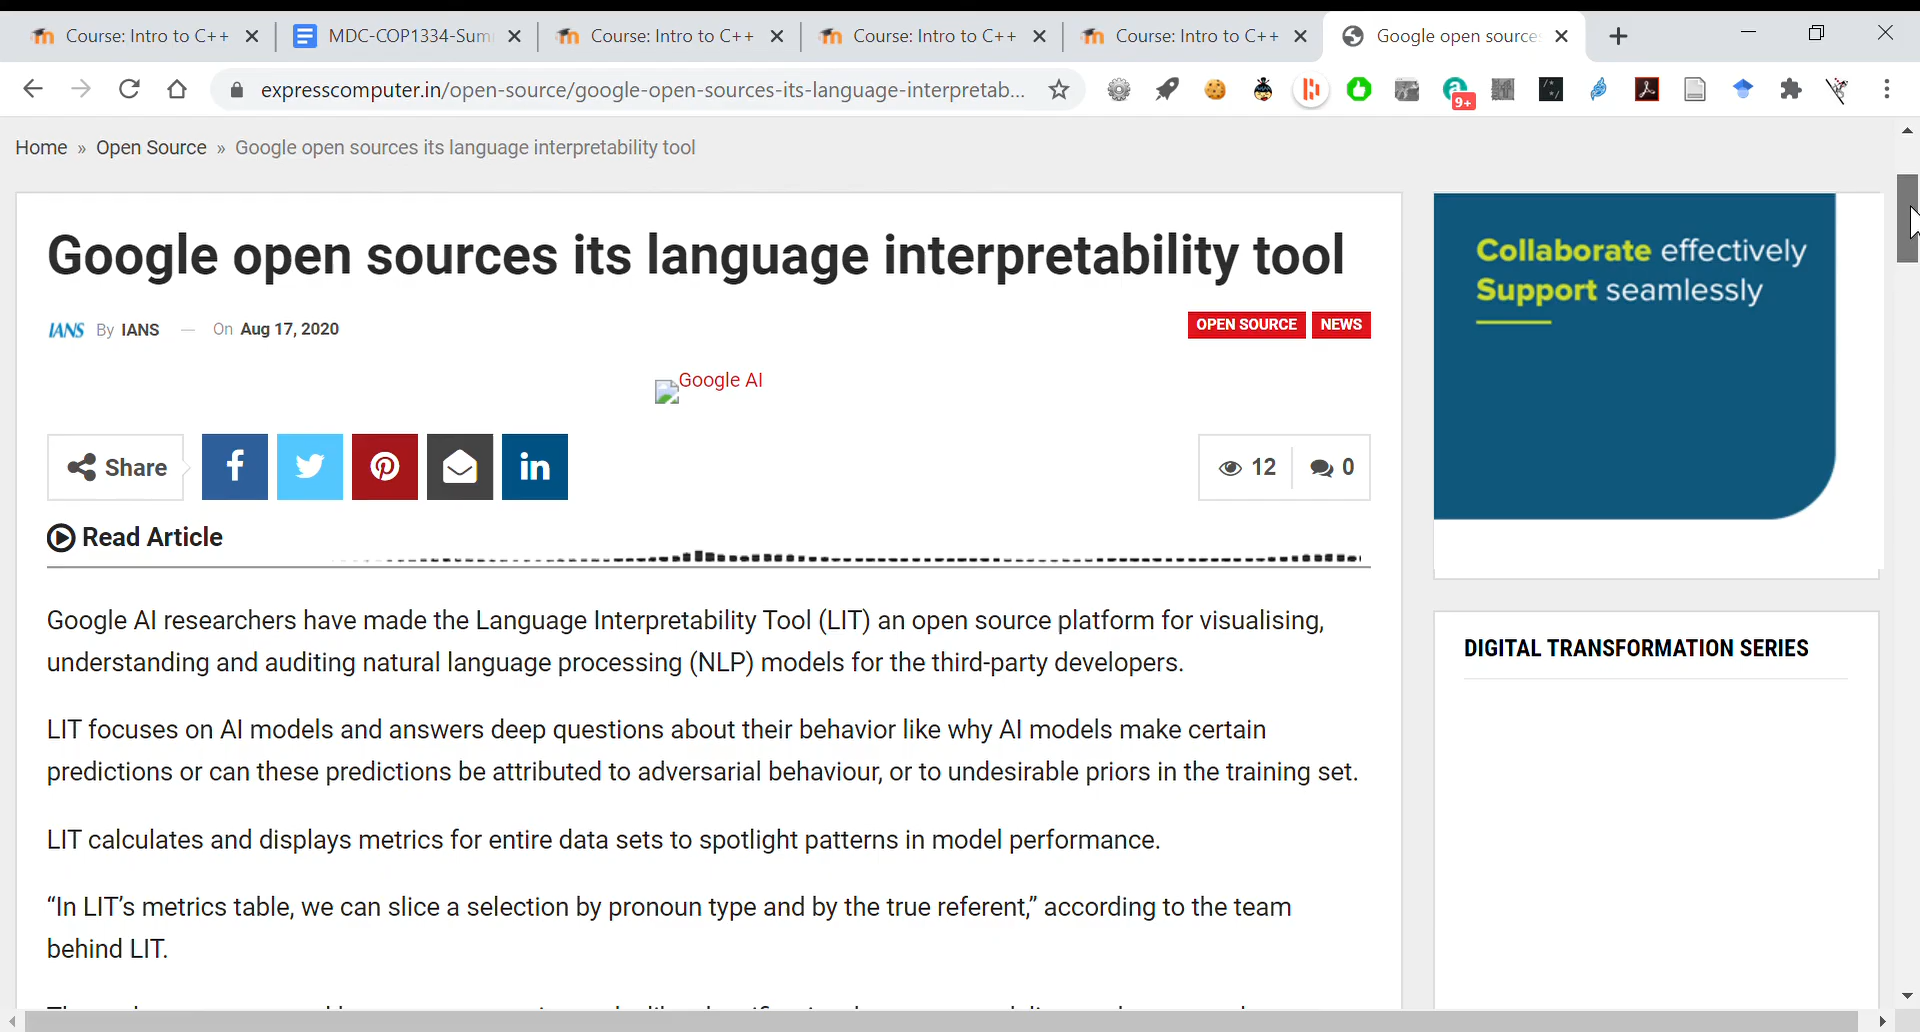 Course: Intro to C++
MDC-COP1334-Sum
Course: Intro to C++
Course: Intro to C++
Course: Intro to C++
Google open source
expresscomputer.in/open-source/google-open-sources-its-language-interpretab...
9+
Home » Open Source » Google open sources its language interpretability tool
Google open sources its language interpretability tool
IANS By IANS — On Aug 17, 2020
OPEN SOURCE NEWS
Google AI
Share
12 0
Read Article
Google AI researchers have made the Language Interpretability Tool (LIT) an open source platform for visualising,
understanding and auditing natural language processing (NLP) models for the third-party developers.
LIT focuses on AI models and answers deep questions about their behavior like why AI models make certain
predictions or can these predictions be attributed to adversarial behaviour, or to undesirable priors in the training set.
LIT calculates and displays metrics for entire data sets to spotlight patterns in model performance.
“In LIT’s metrics table, we can slice a selection by pronoun type and by the true referent,” according to the team
behind LIT.
Collaborate effectively
Support seamlessly
DIGITAL TRANSFORMATION SERIES